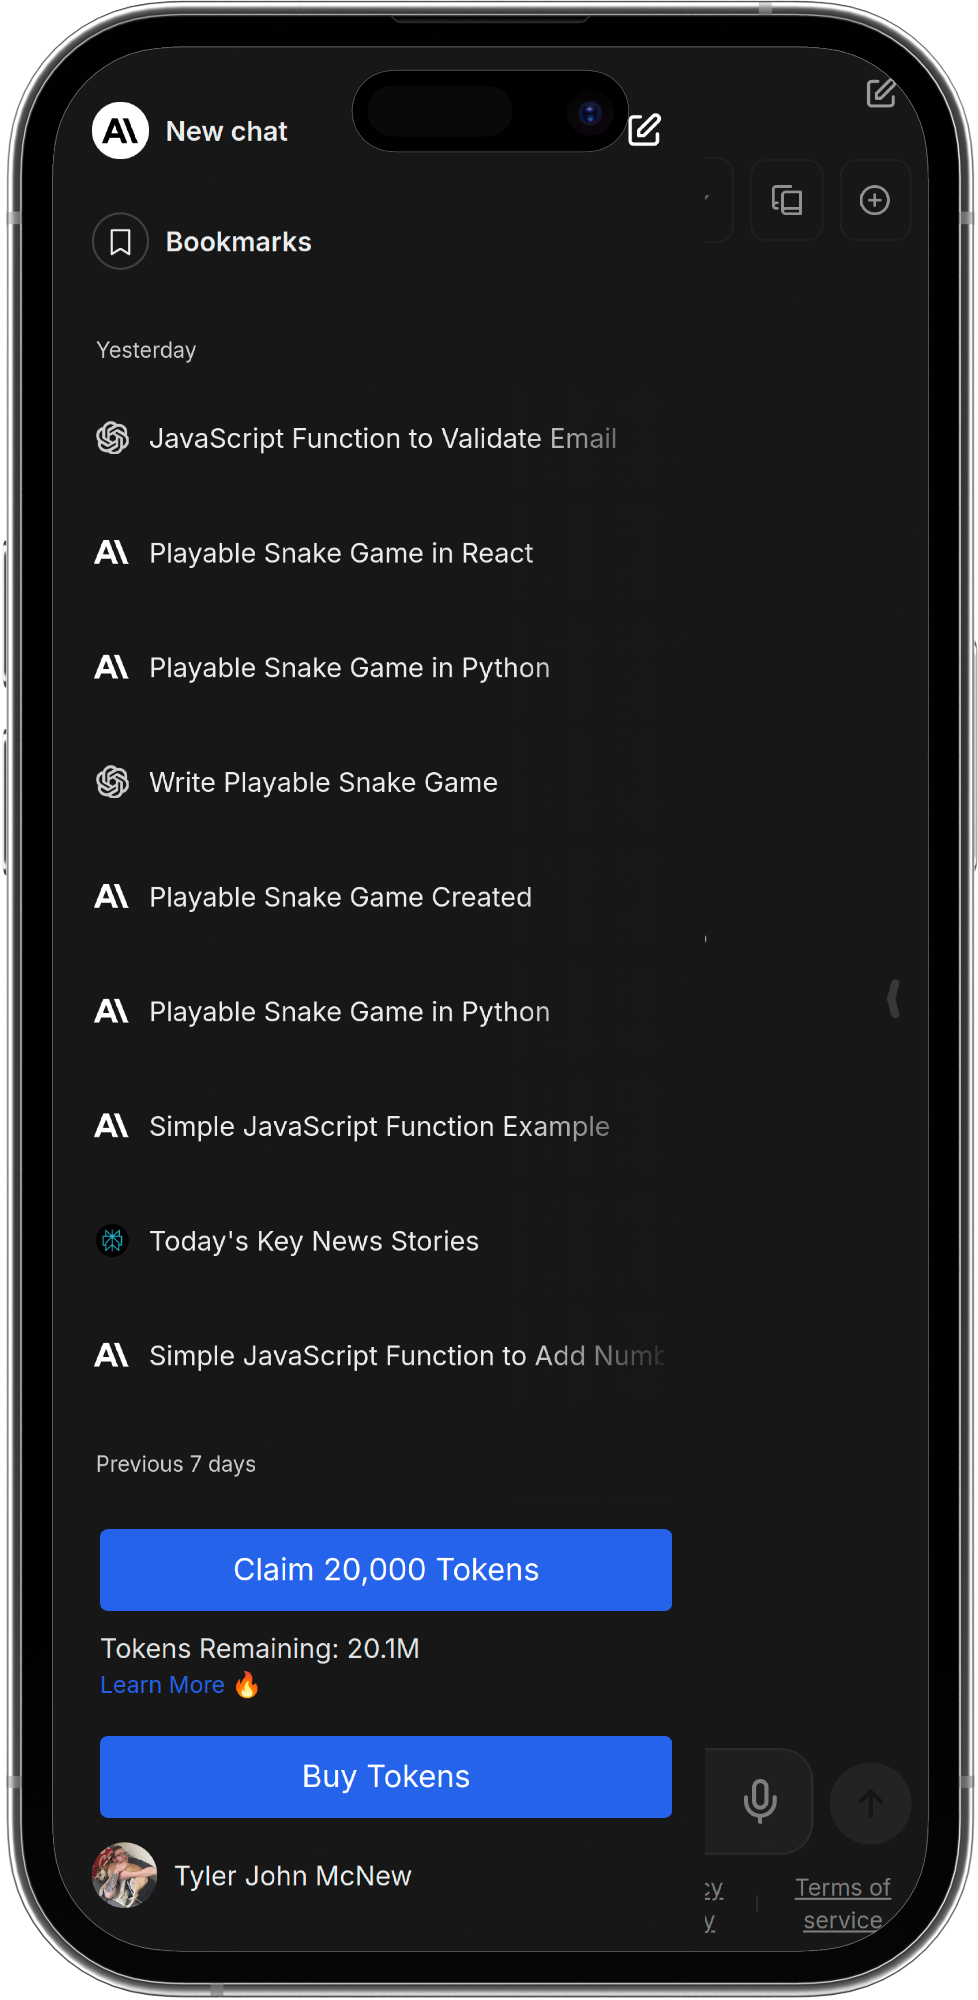 New chat
Bookmarks
Yesterday
JavaScript Function to Validate Email
Playable Snake Game in React
Playable Snake Game in Python
Write Playable Snake Game
Playable Snake Game Created
Playable Snake Game in Python
Simple JavaScript Function Example
Today's Key News Stories
Simple JavaScript Function to Add Numb
Previous 7 days
Claim 20,000 Tokens
Tokens Remaining: 20.1M
Learn More 🔥
Buy Tokens
Tyler John McNew
cy
y
Terms of
service